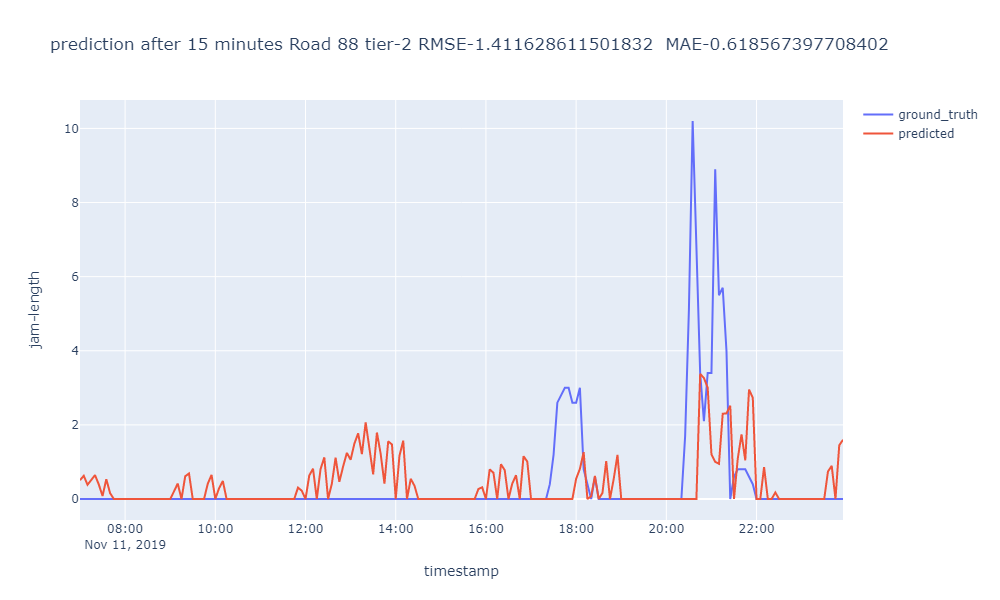 prediction after 15 minutes Road 88 tier-2 RMSE-1.411628611501832  MAE-0.618567397708402
ground_truth
predicted
jam-length
10
8
6
4
2
0
08:00 10:00 12:00 14:00 16:00 18:00 20:00 22:00
Nov 11, 2019
timestamp